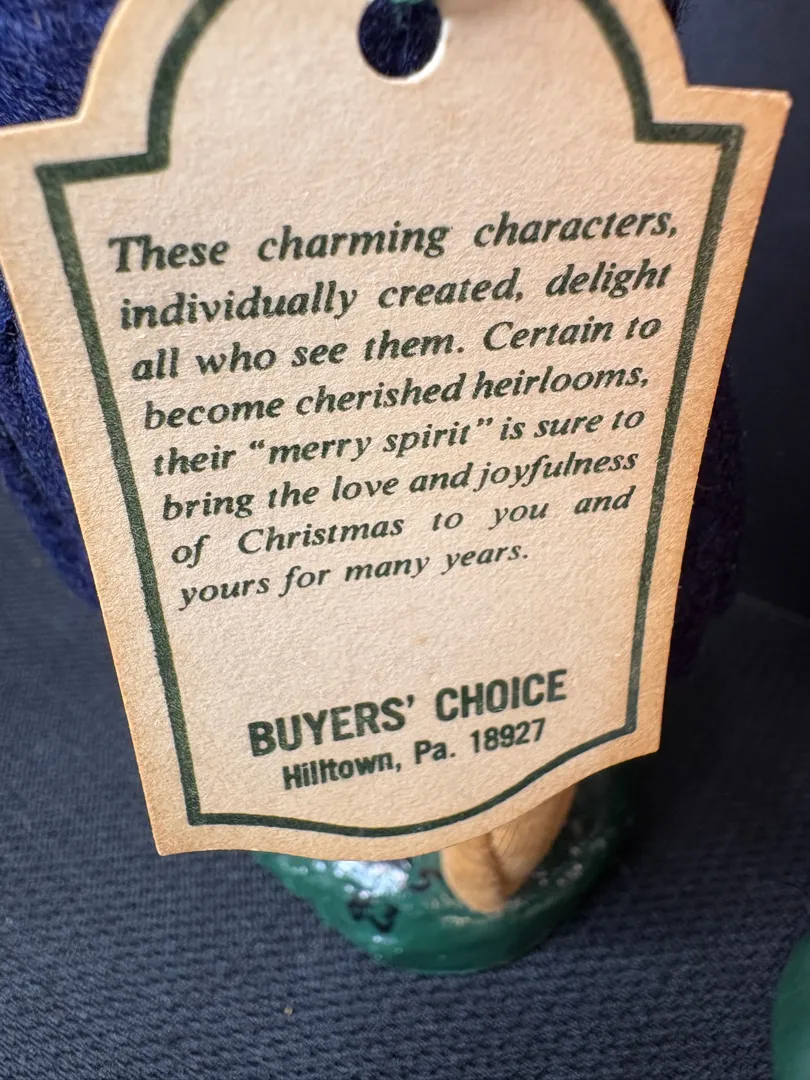 These charming characters,
individually created, delight
all who see them. Certain to
become cherished heirlooms,
their “merry spirit” is sure to
bring the love and joyfulness
of Christmas to you and
yours for many years.
BUYERS’ CHOICE
Hilltown, Pa. 18927